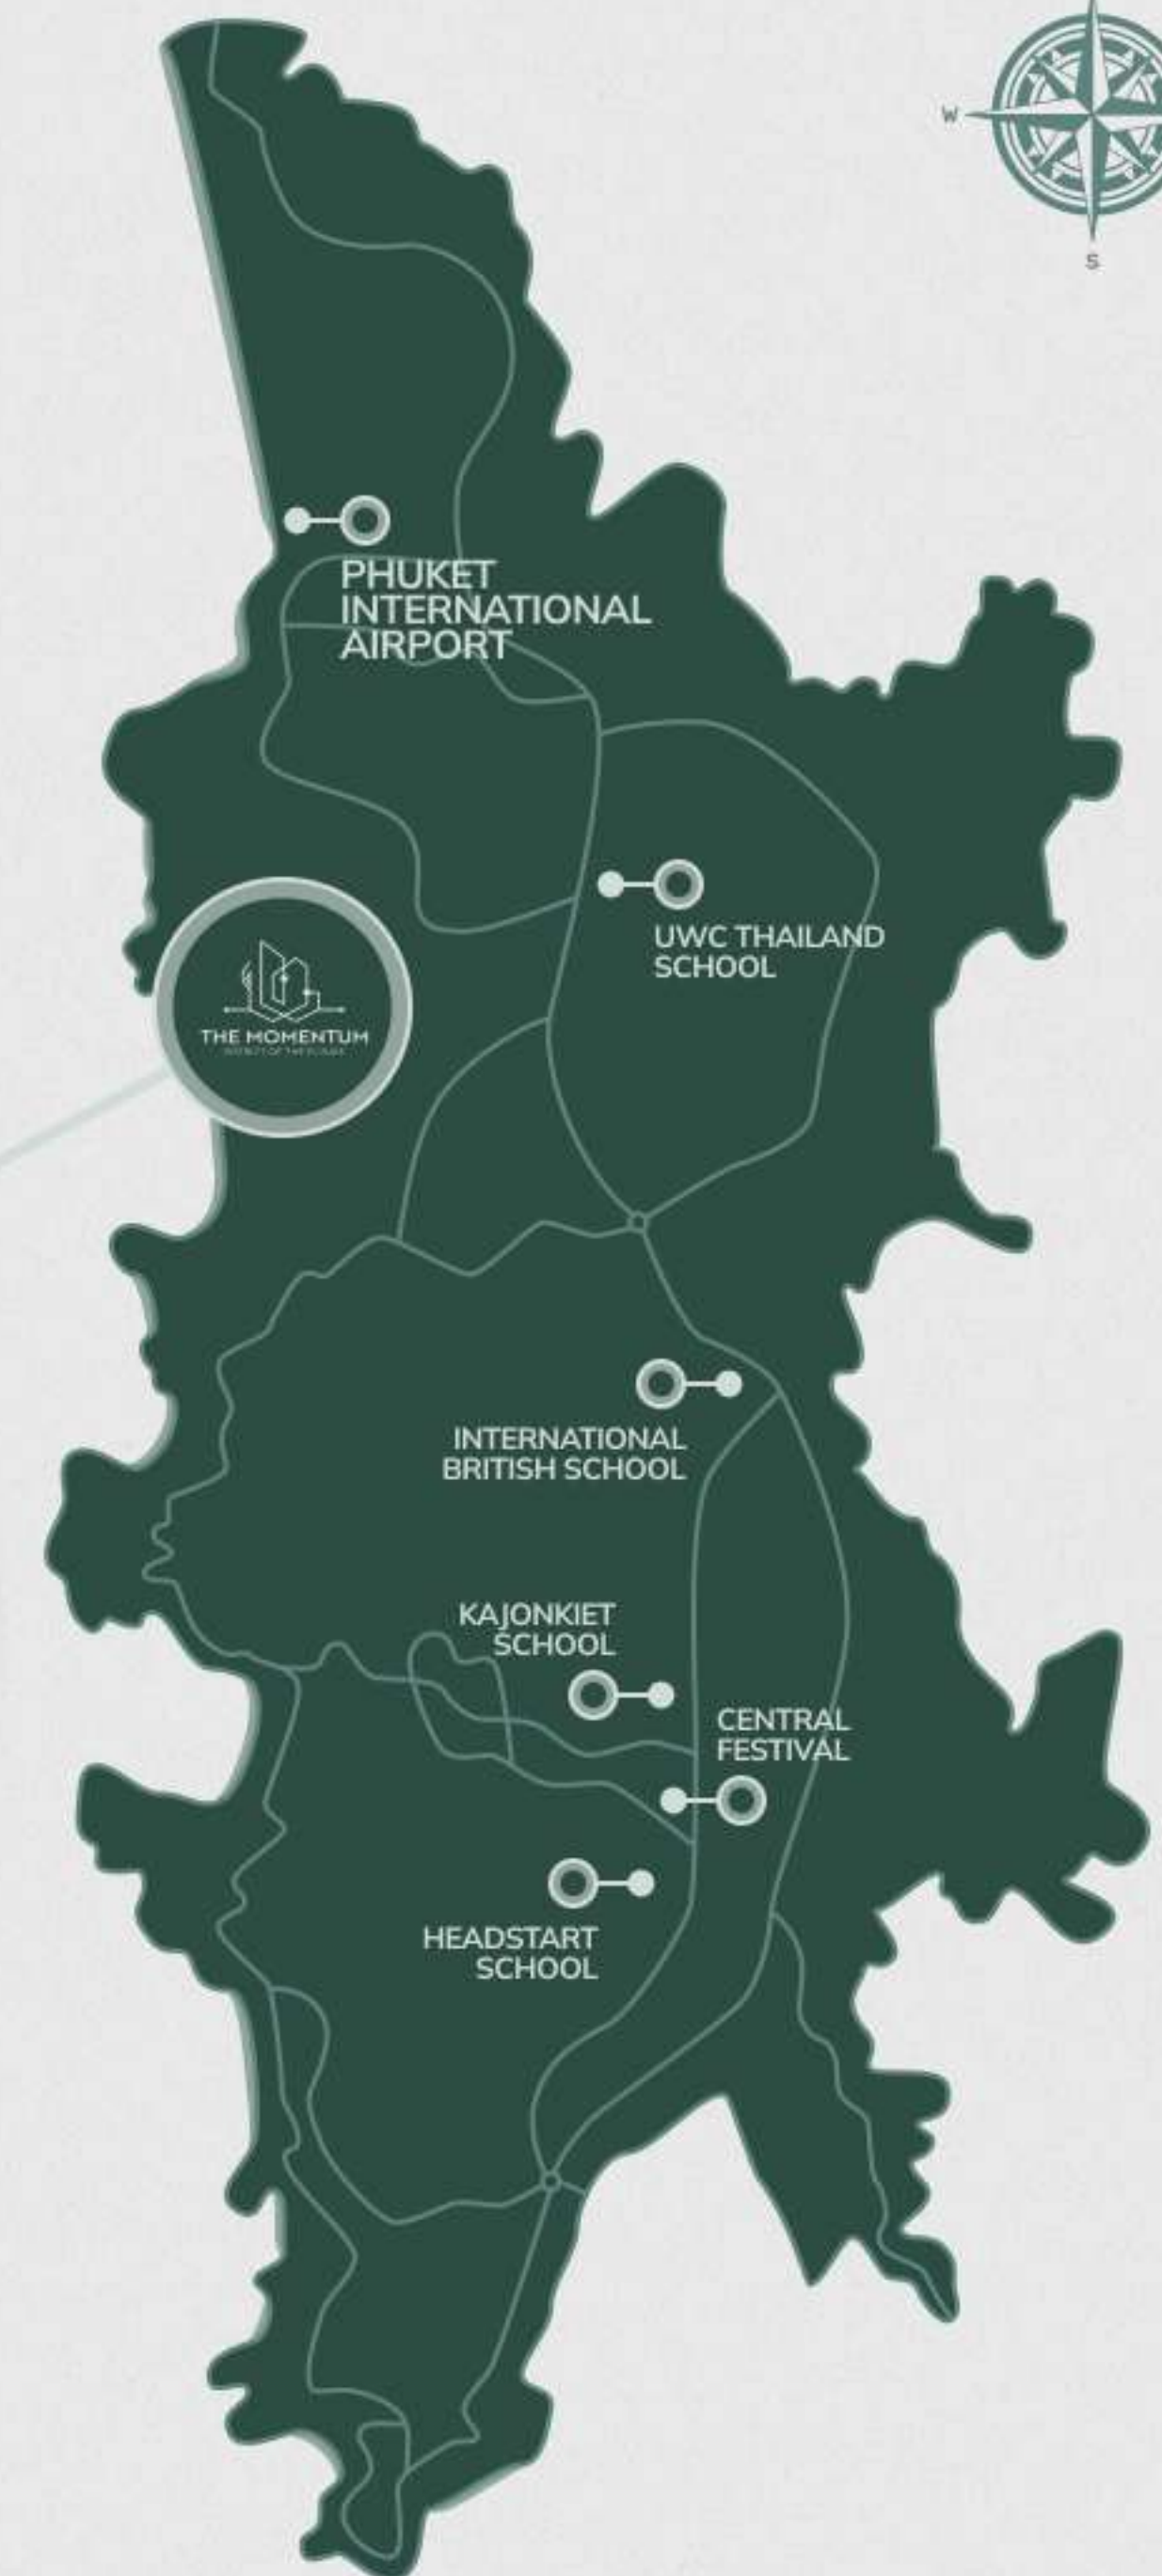 W
S
PHUKET
INTERNATIONAL
AIRPORT
UWC THAILAND
SCHOOL
THE MOMENTUM
INTERNATIONAL
BRITISH SCHOOL
KAJONKIET
SCHOOL
CENTRAL
FESTIVAL
HEADSTART
SCHOOL